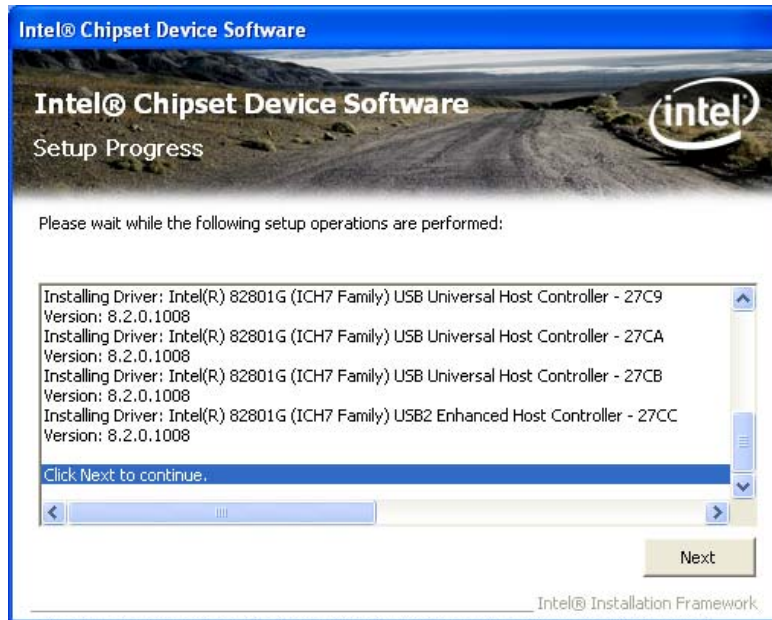 Intel® Chipset Device Software
Intel® Chipset Device Software
intel
Setup Progress
Please wait while the following setup operations are performed:
Installing Driver: Intel(R) 82801G (ICH7 Family) USB Universal Host Controller - 27C9
Version: 8.2.0.1008
Installing Driver: Intel(R) 82801G (ICH7 Family) USB Universal Host Controller - 27CA
Version: 8.2.0.1008
Installing Driver: Intel(R) 82801G (ICH7 Family) USB Universal Host Controller - 27CB
Version: 8.2.0.1008
Installing Driver: Intel(R) 82801G (ICH7 Family) USB2 Enhanced Host Controller - 27CC
Version: 8.2.0.1008
Click Next to continue.
Next
Intel® Installation Framework